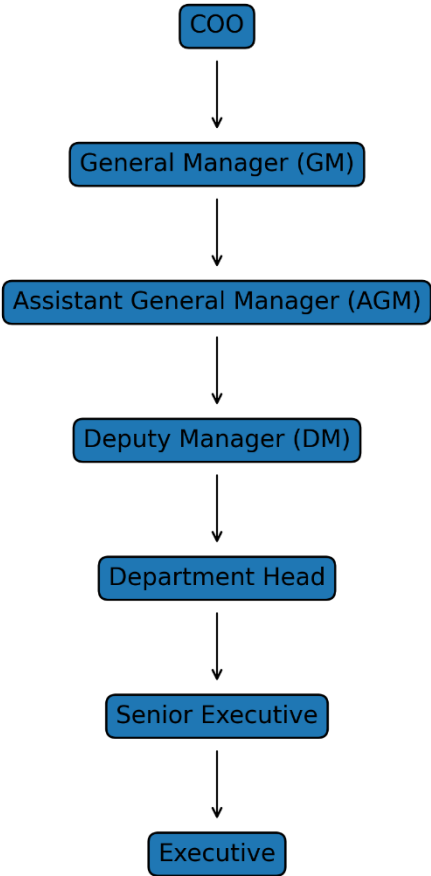 COO
General Manager (GM)
Assistant General Manager (AGM)
Deputy Manager (DM)
Department Head
Senior Executive
Executive